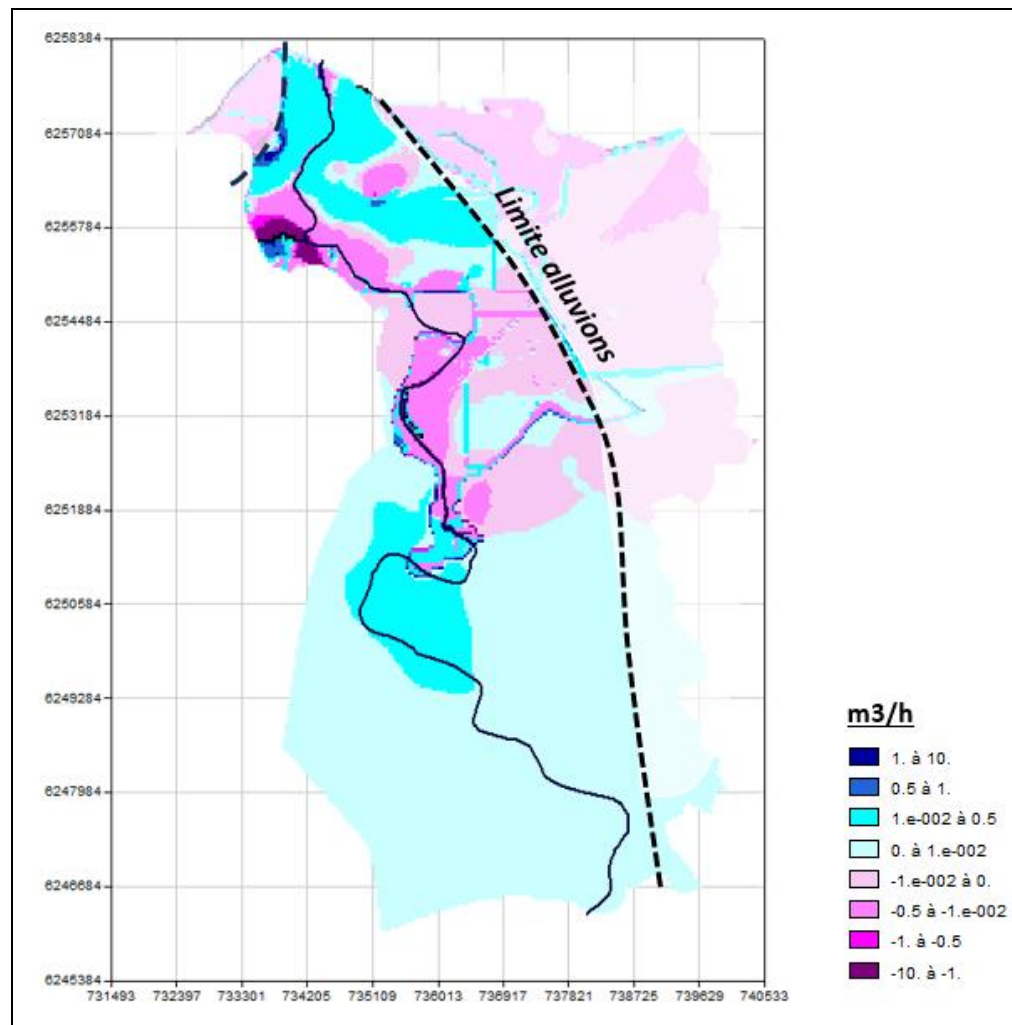 6258384
6257084
6255784
6254484
6253184
6251884
6250584
6249284
6247984
6246684
6245384
731493 732397 733301 734205 735109 736013 736917 737821 738725 739629 740533
Limite alluvions
m3/h
1. à 10.
0.5 à 1.
1.e-002 à 0.5
0. à 1.e-002
-1.e-002 à 0.
-0.5 à -1.e-002
-1. à -0.5
-10. à -1.